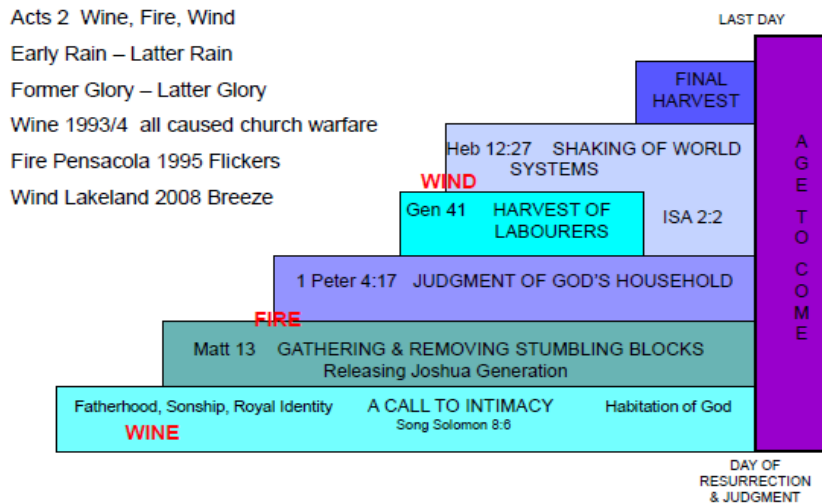 Acts 2 Wine, Fire, Wind
Early Rain – Latter Rain
Former Glory – Latter Glory
Wine 1993/4 all caused church warfare
Fire Pensacola 1995 Flickers
Wind Lakeland 2008 Breeze
LAST DAY
FINAL
HARVEST
Heb 12:27 SHAKING OF WORLD
SYSTEMS
WIND
Gen 41 HARVEST OF
LABOURERS
ISA 2:2
1 Peter 4:17 JUDGMENT OF GOD'S HOUSEHOLD
FIRE
Matt 13 GATHERING & REMOVING STUMBLING BLOCKS
Releasing Joshua Generation
Fatherhood, Sonship, Royal Identity A CALL TO INTIMACY Habitation of God
Song Solomon 8:6
WINE
AGE TO COME
DAY OF
RESURRECTION
& JUDGMENT